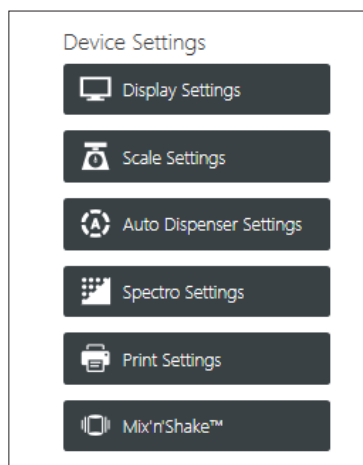 Device Settings
Display Settings
Scale Settings
Auto Dispenser Settings
Spectro Settings
Print Settings
Mix'n'Shake™